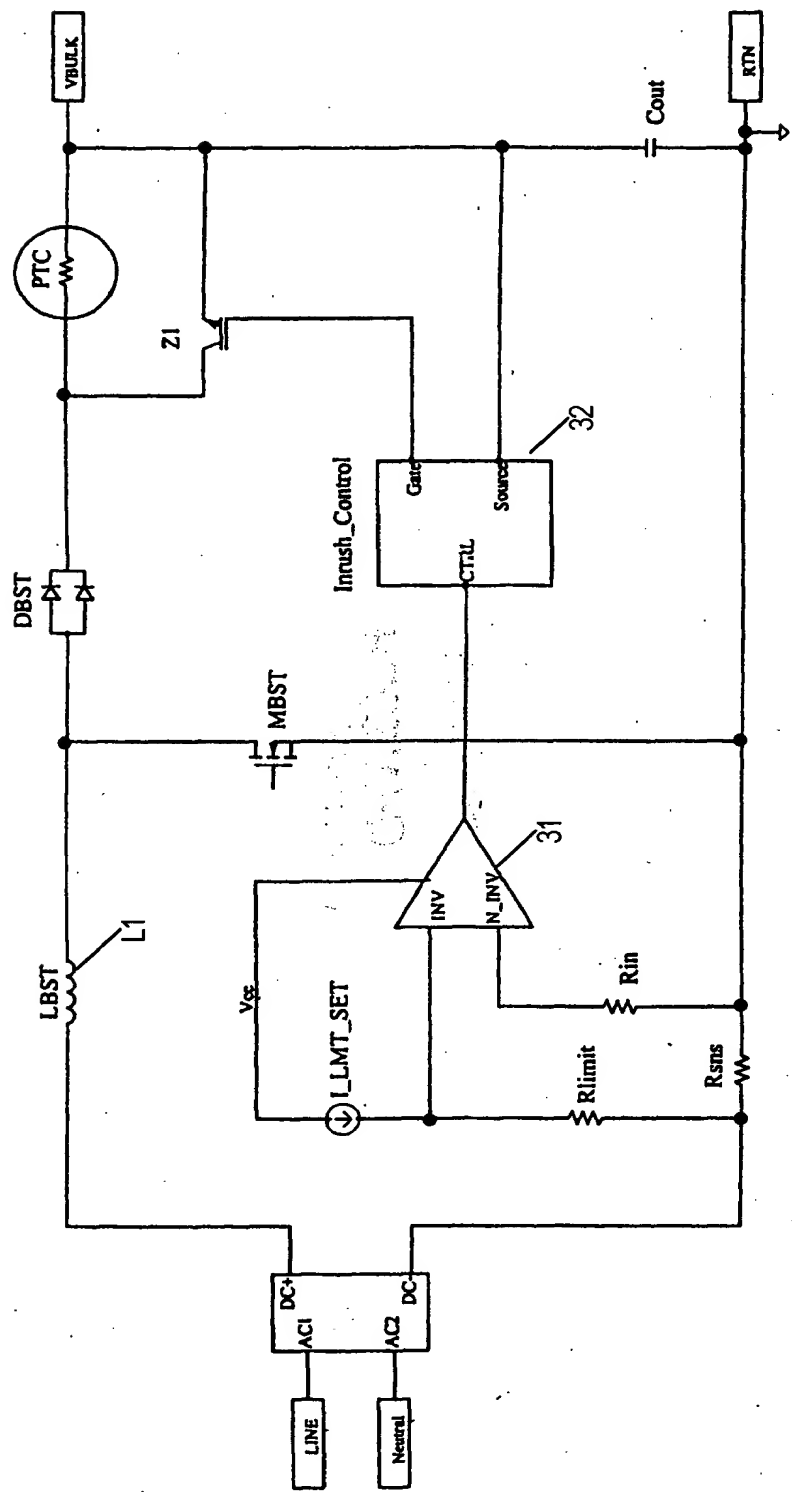 LINE
Neutral
AC1
AC2
DC+
DC-
LBST
L1
Vcc
I_LMT_SET
Rlimit
Rsns
Rin
INV
N_INV
31
MBST
DBST
Inrush_Control
CTRL
Gate
Source
32
Z1
PTC
Cout
VBULK
RTN